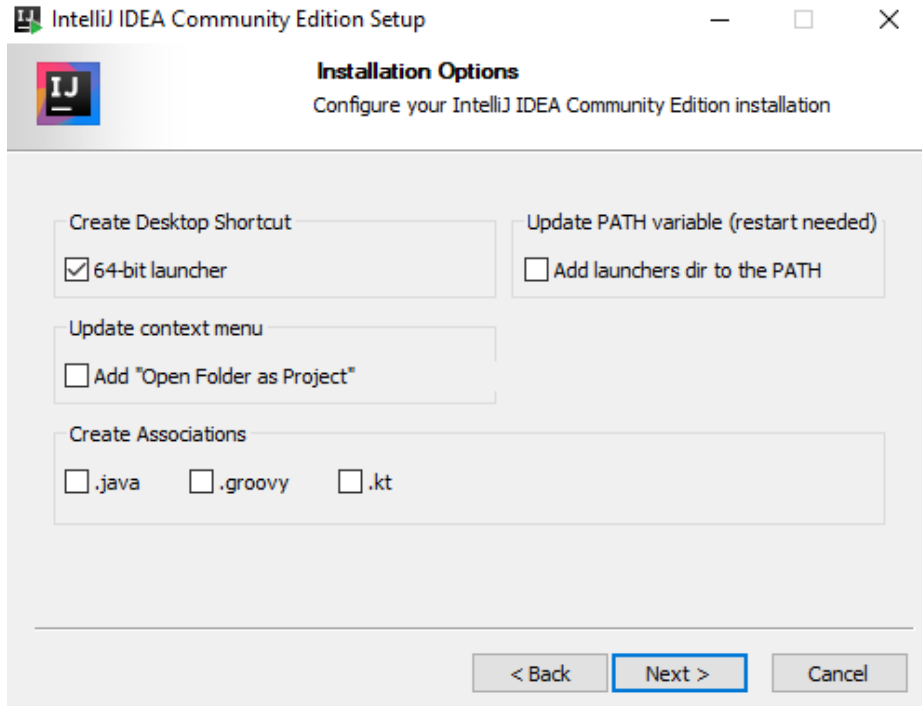 IntelliJ IDEA Community Edition Setup
IJ
Installation Options
Configure your IntelliJ IDEA Community Edition installation
Create Desktop Shortcut
64-bit launcher
Update PATH variable (restart needed)
Add launchers dir to the PATH
Update context menu
Add "Open Folder as Project"
Create Associations
.java .groovy .kt
< Back Next > Cancel